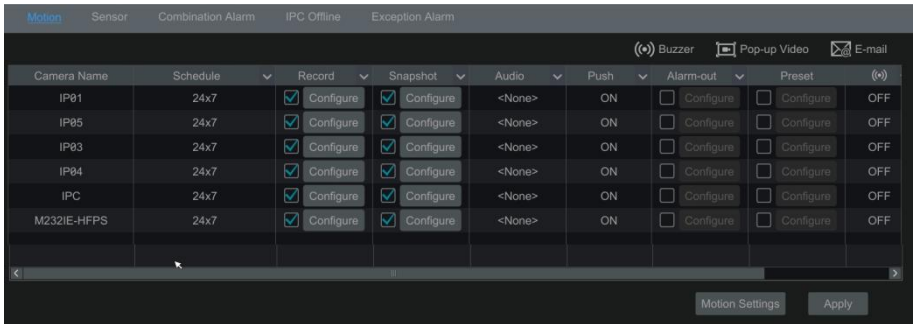 Motion Sensor Combination Alarm IPC Offline Exception Alarm
Buzzer Pop-up Video E-mail
Camera Name Schedule Record Snapshot Audio Push Alarm-out Preset
IP01 24x7 Configure Configure <None> ON Configure Configure OFF
IP05 24x7 Configure Configure <None> ON Configure Configure OFF
IP03 24x7 Configure Configure <None> ON Configure Configure OFF
IP04 24x7 Configure Configure <None> ON Configure Configure OFF
IPC 24x7 Configure Configure <None> ON Configure Configure OFF
M232IE-HFPS 24x7 Configure Configure <None> ON Configure Configure OFF
Motion Settings Apply